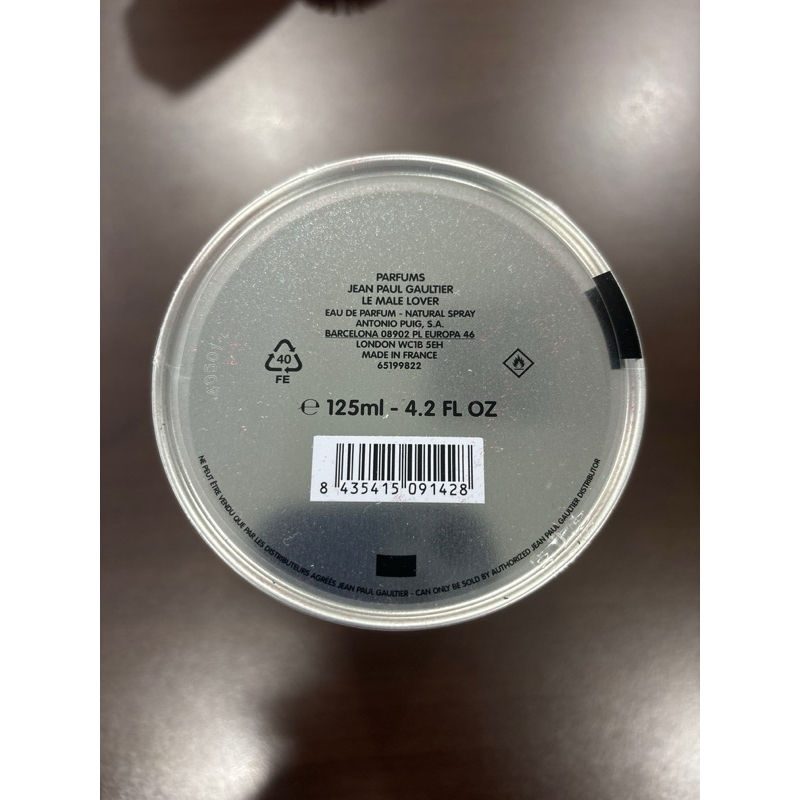 PARFUMS
JEAN PAUL GAULTIER
LE MALE LOVER
EAU DE PARFUM - NATURAL SPRAY
ANTONIO PUIG, S.A.
BARCELONA 08902 PL EUROPA 46
LONDON WC1B 5EH
MADE IN FRANCE
65199822
40
FE
℮ 125ml - 4.2 FL OZ
8 435415 091428
NE PEUT ÊTRE VENDU QUE PAR LES DISTRIBUTEURS AGRÉÉS JEAN PAUL GAULTIER - CAN ONLY BE SOLD BY AUTHORIZED JEAN PAUL GAULTIER DISTRIBUTOR